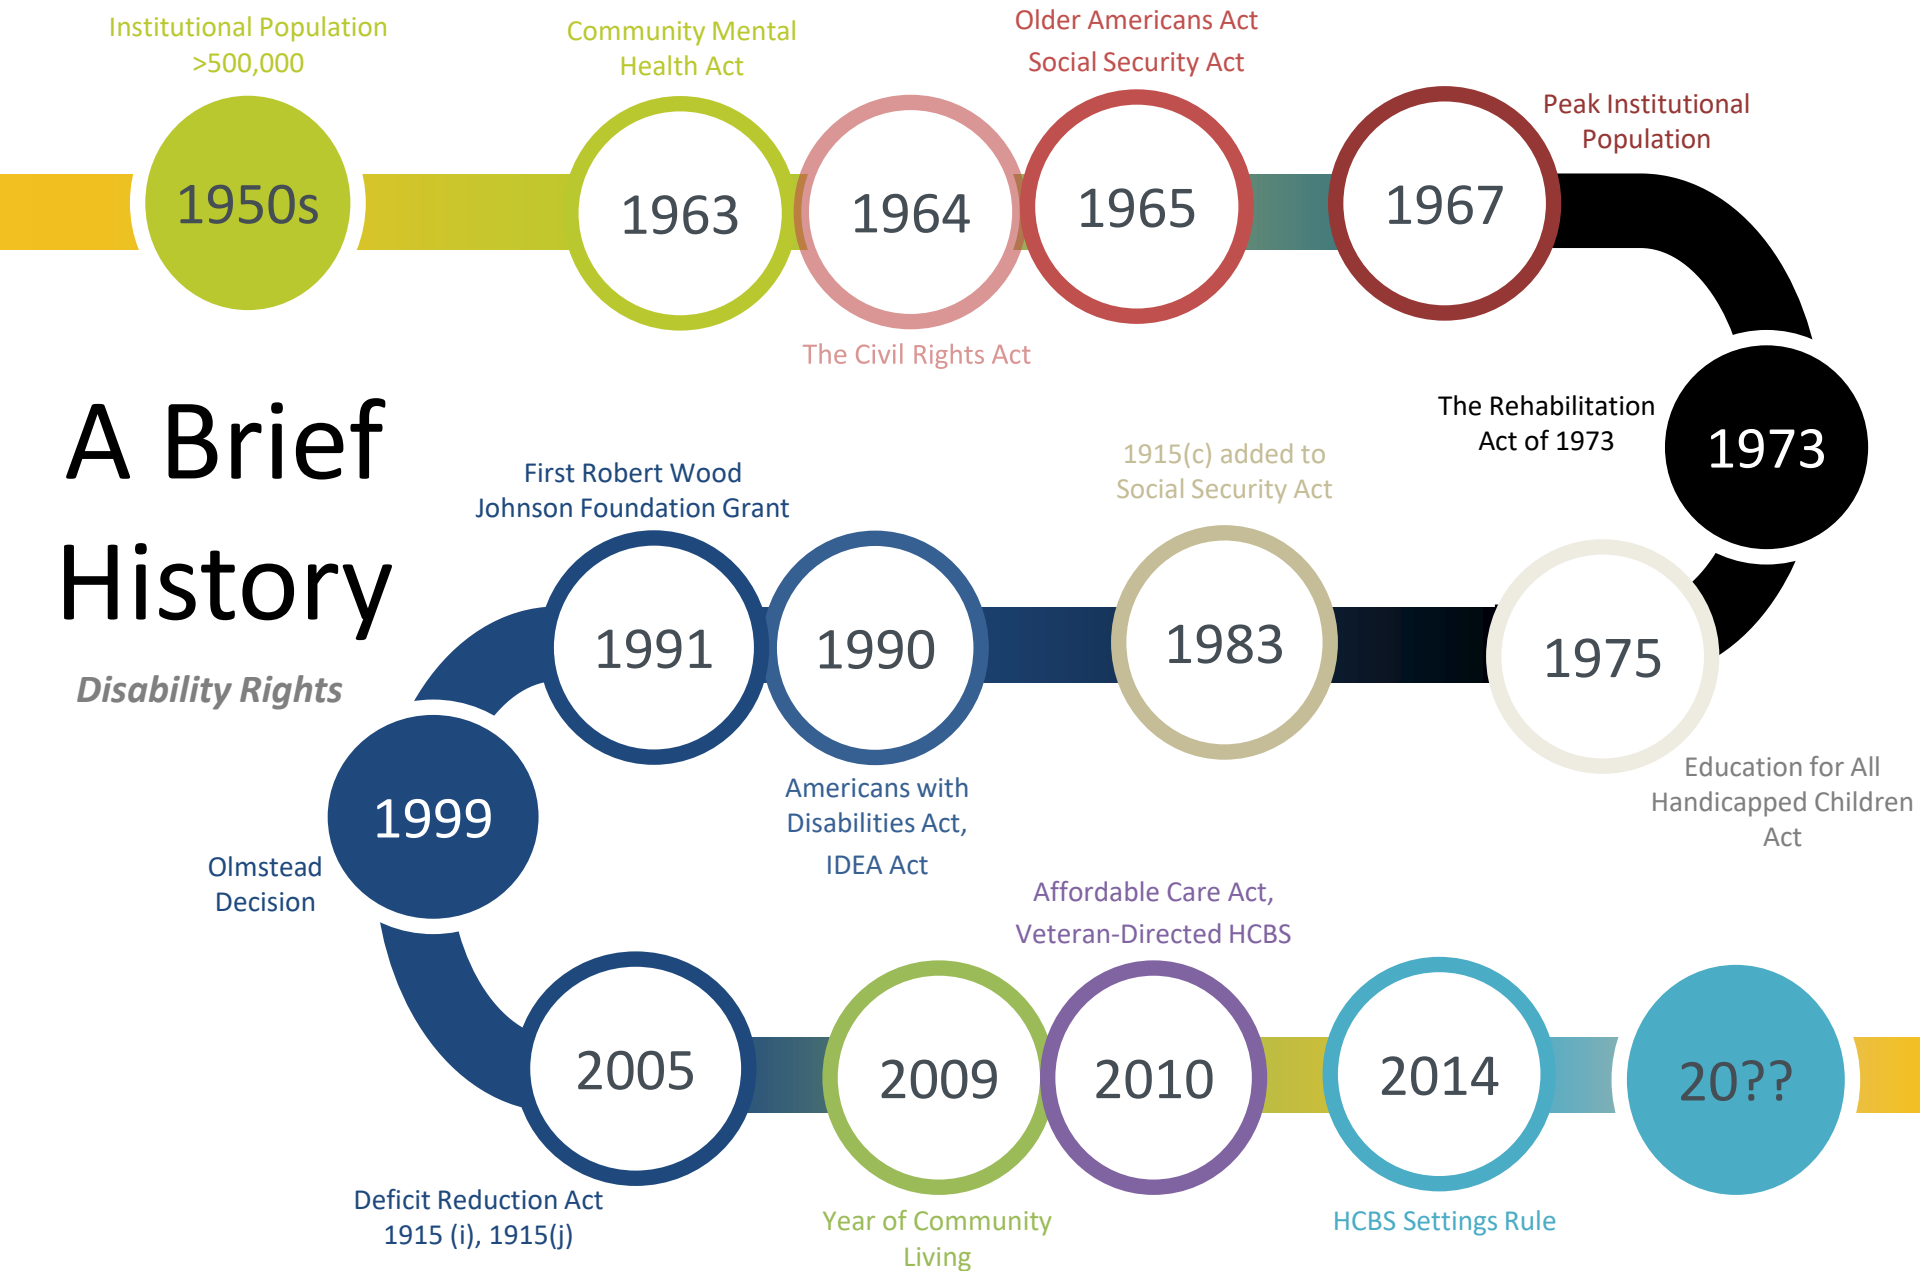 Institutional Population
>500,000
1950s
Community Mental
Health Act
1963
1964
The Civil Rights Act
Older Americans Act
Social Security Act
1965
1967
Peak Institutional
Population
A Brief
History
Disability Rights
The Rehabilitation
Act of 1973
1973
1975
Education for All
Handicapped Children
Act
1915(c) added to
Social Security Act
1983
1990
Americans with
Disabilities Act,
IDEA Act
First Robert Wood
Johnson Foundation Grant
1991
1999
Olmstead
Decision
2005
Deficit Reduction Act
1915 (i), 1915(j)
2009
Year of Community
Living
Affordable Care Act,
Veteran-Directed HCBS
2010
2014
HCBS Settings Rule
20??